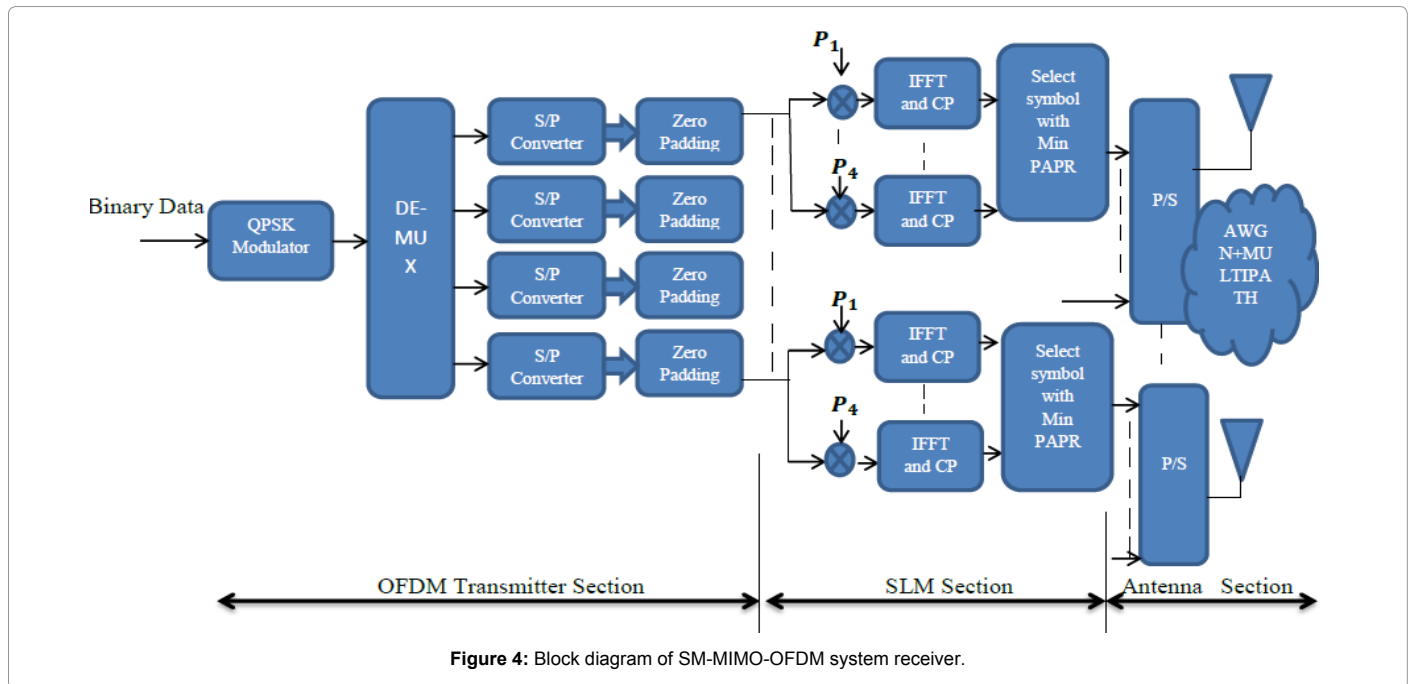 Binary Data
QPSK
Modulator
DE-
MU
X
S/P
Converter
Zero
Padding
S/P
Converter
Zero
Padding
S/P
Converter
Zero
Padding
S/P
Converter
Zero
Padding
P1
P4
IFFT
and CP
IFFT
and CP
Select
symbol
with Min
PAPR
P/S
AWG
N+MU
LTIPA
TH
P1
P4
IFFT
and CP
IFFT
and CP
Select
symbol
with
Min
PAPR
P/S
OFDM Transmitter Section
SLM Section
Antenna Section
Figure 4: Block diagram of SM-MIMO-OFDM system receiver.